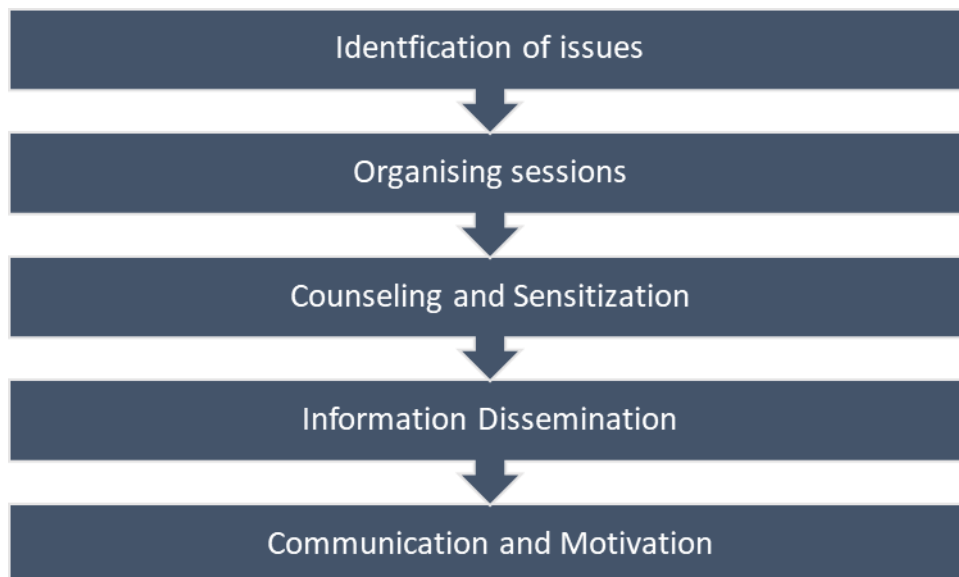 Identfication of issues
Organising sessions
Counseling and Sensitization
Information Dissemination
Communication and Motivation